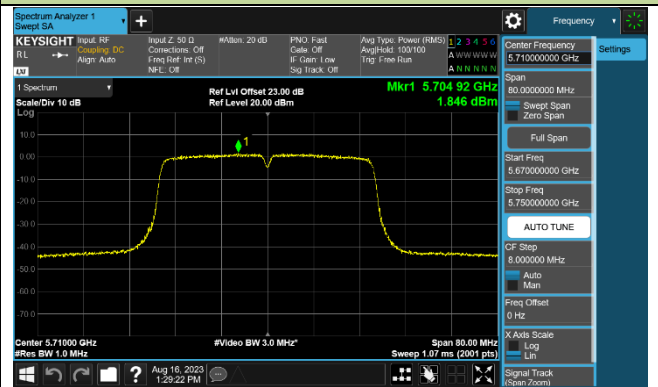 Spectrum Analyzer 1
Swept SA
Frequency
KEYSIGHT
RL
LXI
Input: RF
Coupling: DC
Align: Auto
Input Z: 50 Ω
Corrections: Off
Freq Ref: Int (S)
NFE: Off
#Atten: 20 dB
PNO: Fast
Gate: Off
IF Gain: Low
Sig Track: Off
Avg Type: Power (RMS)
Avg|Hold: 100/100
Trig: Free Run
1 2 3 4 5 6
A W W W W W
A N N N N N
1 Spectrum
Scale/Div 10 dB
Log
Ref Lvl Offset 23.00 dB
Ref Level 20.00 dBm
Mkr1 5.704 92 GHz
1.846 dBm
10.0
0.00
-10.0
-20.0
-30.0
-40.0
-50.0
-60.0
-70.0
1
Center 5.71000 GHz
#Res BW 1.0 MHz
#Video BW 3.0 MHz*
Span 80.00 MHz
Sweep 1.07 ms (2001 pts)
Aug 16, 2023
1:29:22 PM
Center Frequency
5.710000000 GHz
Settings
Span
80.0000000 MHz
Swept Span
Zero Span
Full Span
Start Freq
5.670000000 GHz
Stop Freq
5.750000000 GHz
AUTO TUNE
CF Step
8.000000 MHz
Auto
Man
Freq Offset
0 Hz
X Axis Scale
Log
Lin
Signal Track
(Span Zoom)